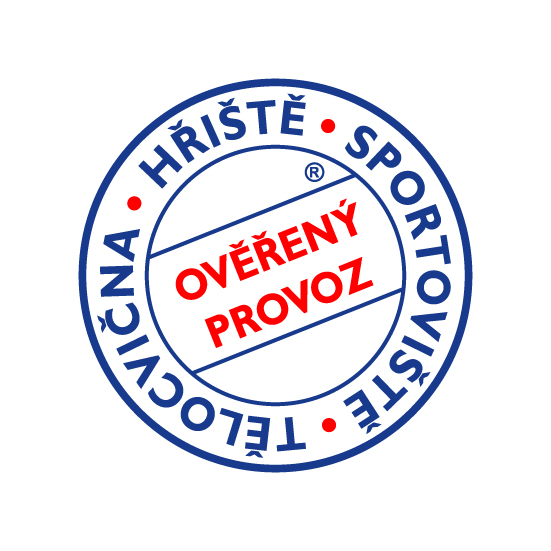 HŘIŠTĚ • SPORTOVIŠTĚ • TĚLOCVIČNA •
®
OVĚŘENÝ
PROVOZ